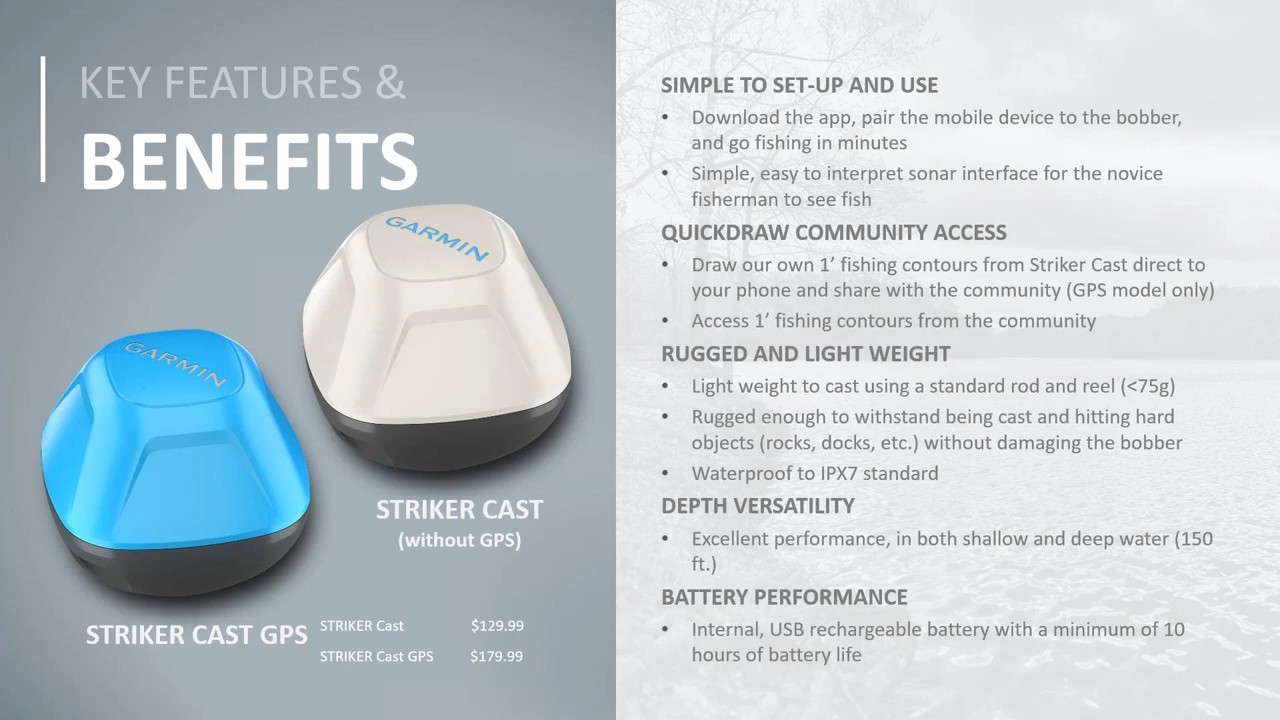 KEY FEATURES &
BENEFITS
GARMIN
GARMIN
STRIKER CAST
(without GPS)
STRIKER CAST GPS
STRIKER Cast $129.99
STRIKER Cast GPS $179.99
SIMPLE TO SET-UP AND USE
• Download the app, pair the mobile device to the bobber,
and go fishing in minutes
• Simple, easy to interpret sonar interface for the novice
fisherman to see fish
QUICKDRAW COMMUNITY ACCESS
• Draw our own 1’ fishing contours from Striker Cast direct to
your phone and share with the community (GPS model only)
• Access 1’ fishing contours from the community
RUGGED AND LIGHT WEIGHT
• Light weight to cast using a standard rod and reel (<75g)
• Rugged enough to withstand being cast and hitting hard
objects (rocks, docks, etc.) without damaging the bobber
• Waterproof to IPX7 standard
DEPTH VERSATILITY
• Excellent performance, in both shallow and deep water (150
ft.)
BATTERY PERFORMANCE
• Internal, USB rechargeable battery with a minimum of 10
hours of battery life